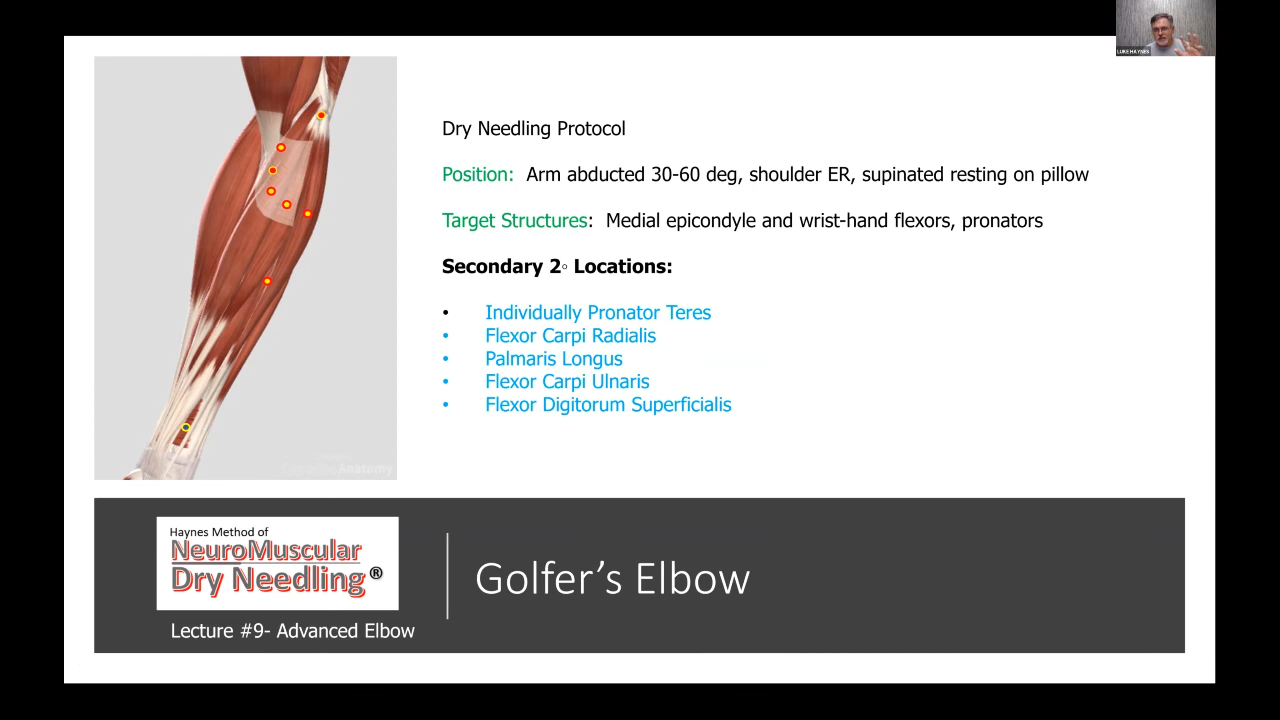 LUKE HAYNES
Dry Needling Protocol
Position: Arm abducted 30-60 deg, shoulder ER, supinated resting on pillow
Target Structures: Medial epicondyle and wrist-hand flexors, pronators
Secondary 2◦ Locations:
• Individually Pronator Teres
• Flexor Carpi Radialis
• Palmaris Longus
• Flexor Carpi Ulnaris
• Flexor Digitorum Superficialis
Anatomy
Haynes Method of
NeuroMuscular
Dry Needling®
Golfer’s Elbow
Lecture #9- Advanced Elbow